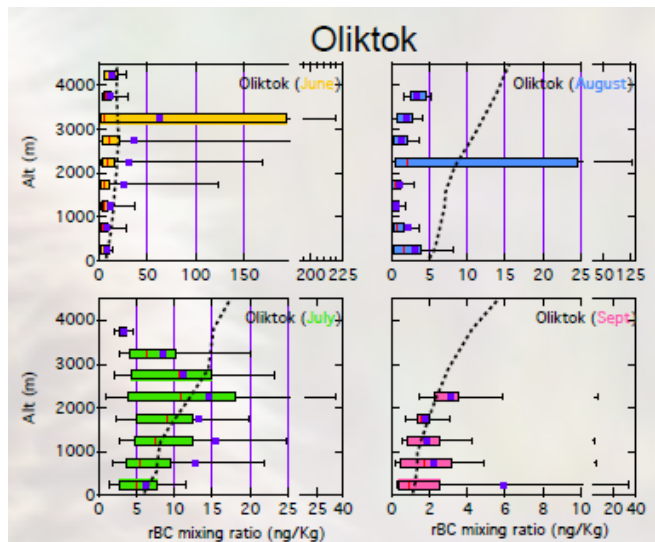 Oliktok
Oliktok (June)
Alt (m)
4000
3000
2000
1000
0
0 50 100 150 200 225
Oliktok (August)
0 5 10 15 20 25 50 125
Oliktok (July)
Alt (m)
4000
3000
2000
1000
0
0 5 10 15 20 25 25 40
rBC mixing ratio (ng/Kg)
Oliktok (Sept)
0 2 4 6 8 10 20 40
rBC mixing ratio (ng/Kg)